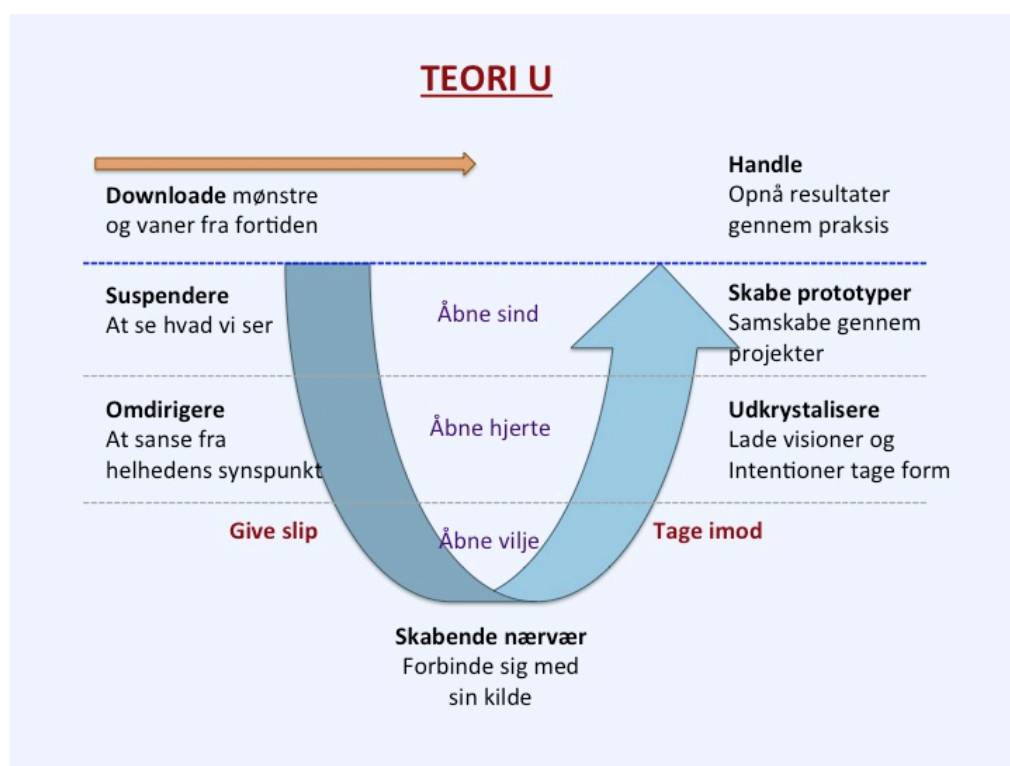 TEORI U
Downloade mønstre
og vaner fra fortiden
Handle
Opnå resultater
gennem praksis
Suspendere
At se hvad vi ser
Åbne sind
Skabe prototyper
Samskabe gennem
projekter
Omdirigere
At sanse fra
helhedens synspunkt
Åbne hjerte
Udkrystalisere
Lade visioner og
Intentioner tage form
Give slip
Åbne vilje
Tage imod
Skabende nærvær
Forbinde sig med
sin kilde